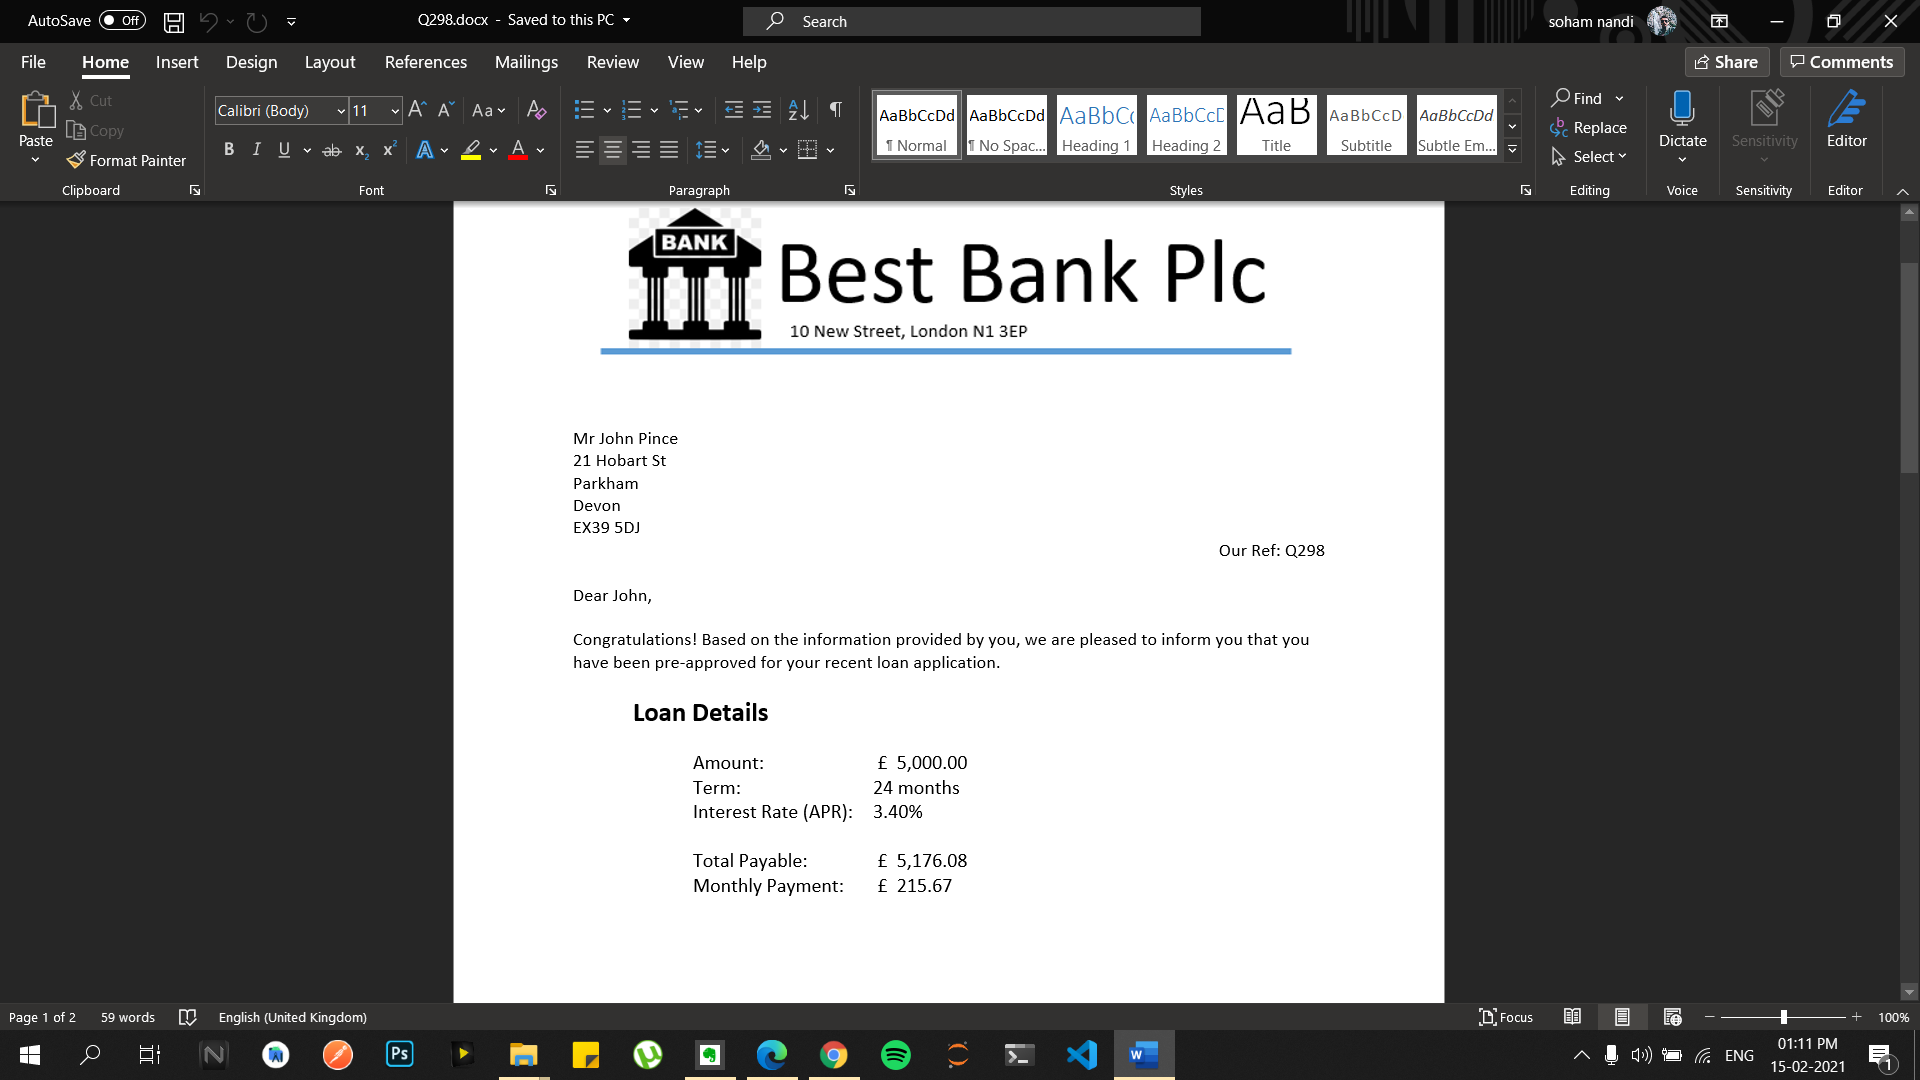 AutoSave Off Q298.docx - Saved to this PC Search soham nandi
File Home Insert Design Layout References Mailings Review View Help Share Comments
Paste Cut Copy Format Painter
Clipboard
Calibri (Body) 11 Aa
B I U ab x2 x2 A A
Font
Paragraph
AaBbCcDd AaBbCcDd AaBbCc AaBbCcD AaB AaBbCcD AaBbCcDd
¶ Normal ¶ No Spac... Heading 1 Heading 2 Title Subtitle Subtle Em...
Styles
Find
Replace
Select
Editing
Dictate
Voice
Sensitivity
Sensitivity
Editor
Editor
BANK
Best Bank Plc
10 New Street, London N1 3EP
Mr John Pince
21 Hobart St
Parkham
Devon
EX39 5DJ
Our Ref: Q298
Dear John,
Congratulations! Based on the information provided by you, we are pleased to inform you that you
have been pre-approved for your recent loan application.
Loan Details
Amount: £ 5,000.00
Term: 24 months
Interest Rate (APR): 3.40%
Total Payable: £ 5,176.08
Monthly Payment: £ 215.67
Page 1 of 2 59 words English (United Kingdom) Focus 100%
Ps W ENG 01:11 PM
15-02-2021 1